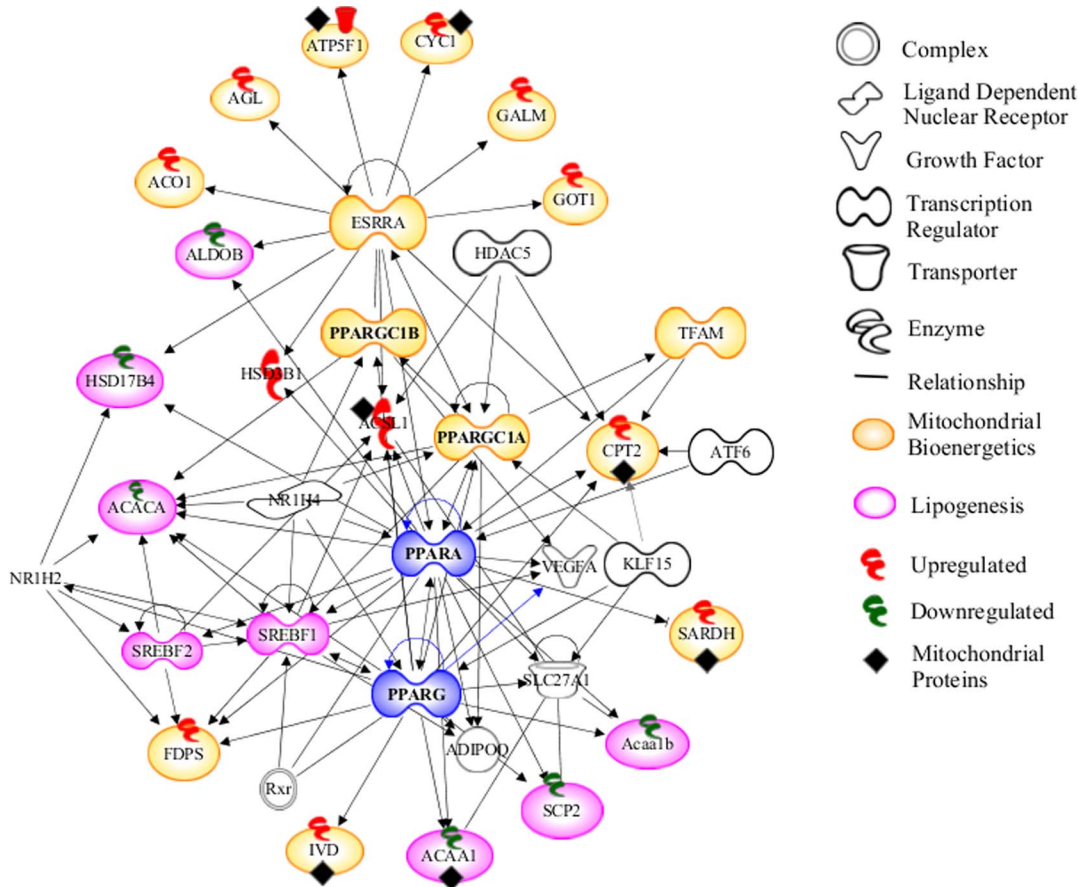 ATP5F1
CYC1
AGL
GALM
ACO1
GOT1
ESRRA
ALDOB
HDAC5
PPARGC1B
TFAM
HSD17B4
HSD3B1
ACSL1
PPARGC1A
CPT2
ATF6
ACACA
NR1H4
PPARA
VEGFA
KLF15
NR1H2
SREBF2
SREBF1
SARDH
SLC27A1
PPARG
FDPS
ADIPOQ
Acaa1b
Rxr
SCP2
IVD
ACAA1
Complex
Ligand Dependent
Nuclear Receptor
Growth Factor
Transcription
Regulator
Transporter
Enzyme
Relationship
Mitochondrial
Bioenergetics
Lipogenesis
Upregulated
Downregulated
Mitochondrial
Proteins